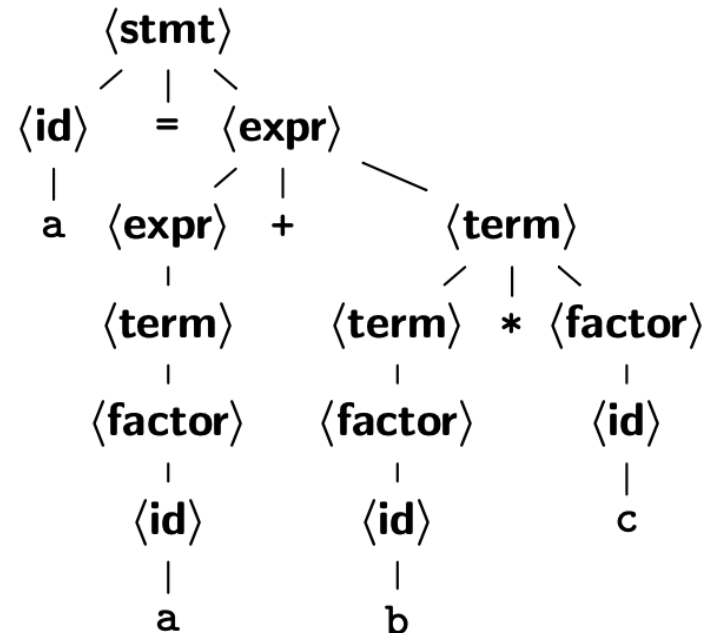 ⟨stmt⟩
⟨id⟩ = ⟨expr⟩
a ⟨expr⟩ + ⟨term⟩
⟨term⟩ ⟨term⟩ * ⟨factor⟩
⟨factor⟩ ⟨factor⟩ ⟨id⟩
⟨id⟩ ⟨id⟩ c
a b